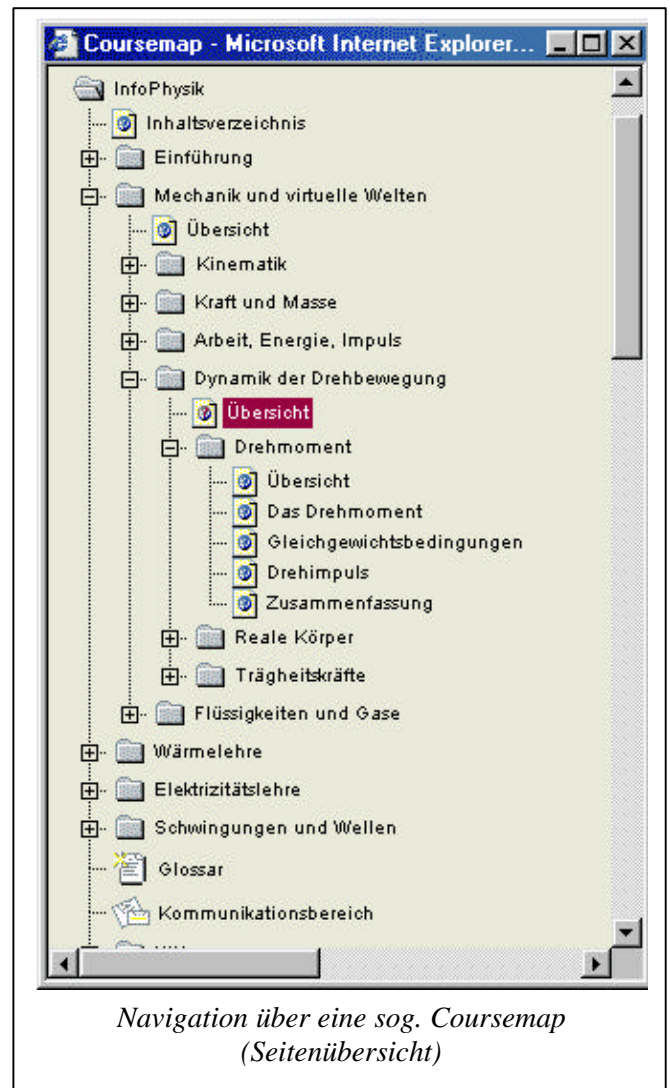 Coursemap - Microsoft Internet Explorer...
InfoPhysik
Inhaltsverzeichnis
Einführung
Mechanik und virtuelle Welten
Übersicht
Kinematik
Kraft und Masse
Arbeit, Energie, Impuls
Dynamik der Drehbewegung
Übersicht
Drehmoment
Übersicht
Das Drehmoment
Gleichgewichtsbedingungen
Drehimpuls
Zusammenfassung
Reale Körper
Trägheitskräfte
Flüssigkeiten und Gase
Wärmelehre
Elektrizitätslehre
Schwingungen und Wellen
Glossar
Kommunikationsbereich
Navigation über eine sog. Coursemap
(Seitenübersicht)